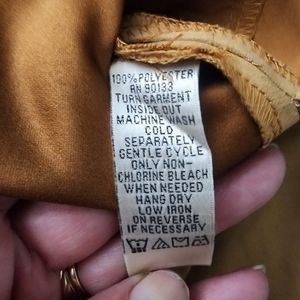 100% POLYESTER
RN 90133
TURN GARMENT
INSIDE OUT
MACHINE WASH
COLD
SEPARATELY
GENTLE CYCLE
ONLY NON-
CHLORINE BLEACH
WHEN NEEDED
HANG DRY
LOW IRON
ON REVERSE
IF NECESSARY